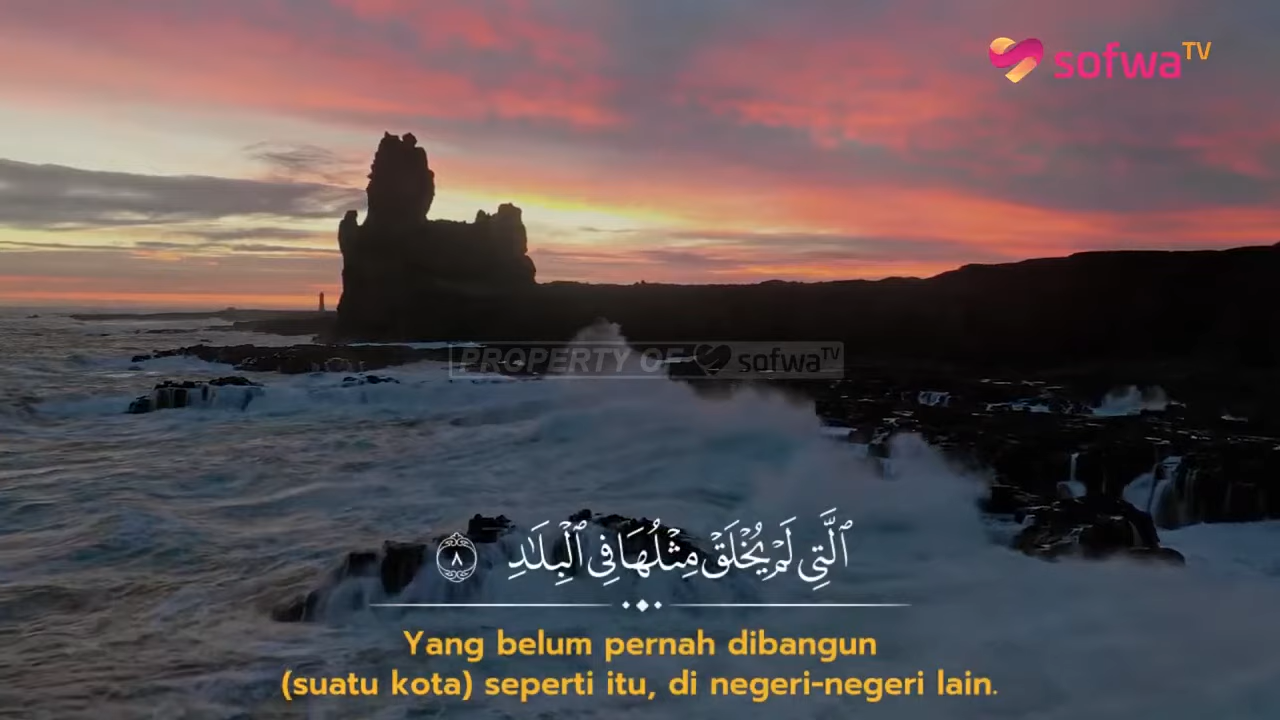 sofwaTV
PROPERTY OF sofwaTV
ٱلَّتِي لَمْ يُخْلَقْ مِثْلُهَا فِي ٱلْبِلَـٰدِ ٨
Yang belum pernah dibangun
(suatu kota) seperti itu, di negeri-negeri lain.